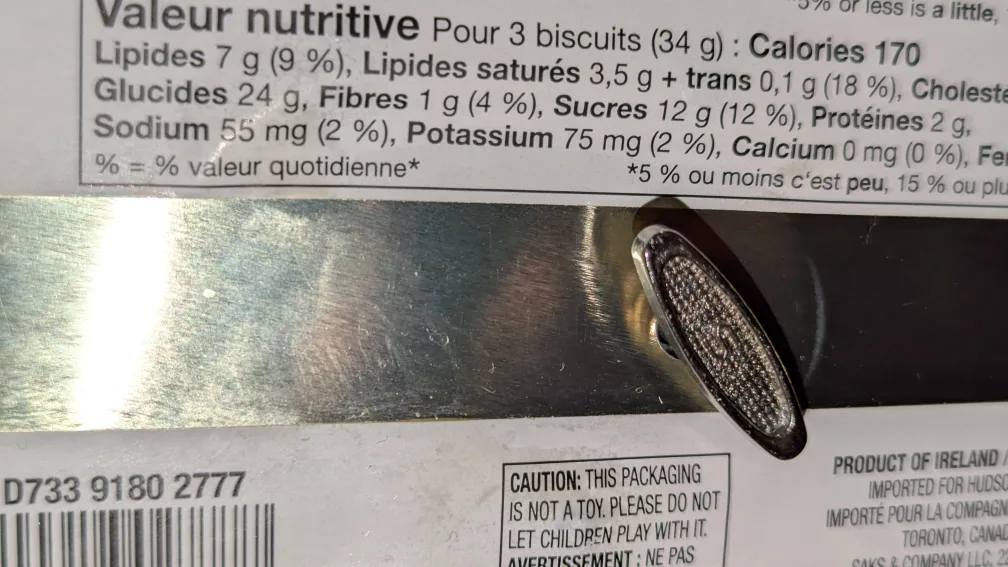 5% or less is a little,
Valeur nutritive Pour 3 biscuits (34 g) : Calories 170
Lipides 7 g (9 %), Lipides saturés 3,5 g + trans 0,1 g (18 %), Cholesté
Glucides 24 g, Fibres 1 g (4 %), Sucres 12 g (12 %), Protéines 2 g,
Sodium 55 mg (2 %), Potassium 75 mg (2 %), Calcium 0 mg (0 %), Fe
% = % valeur quotidienne*
*5 % ou moins c'est peu, 15 % ou plu
D733 9180 2777
CAUTION: THIS PACKAGING
IS NOT A TOY. PLEASE DO NOT
LET CHILDREN PLAY WITH IT.
AVERTISSEMENT : NE PAS
PRODUCT OF IRELAND /
IMPORTED FOR HUDSO
IMPORTÉ POUR LA COMPAGN
TORONTO, CANAD
SAKS & COMPANY LLC, 2